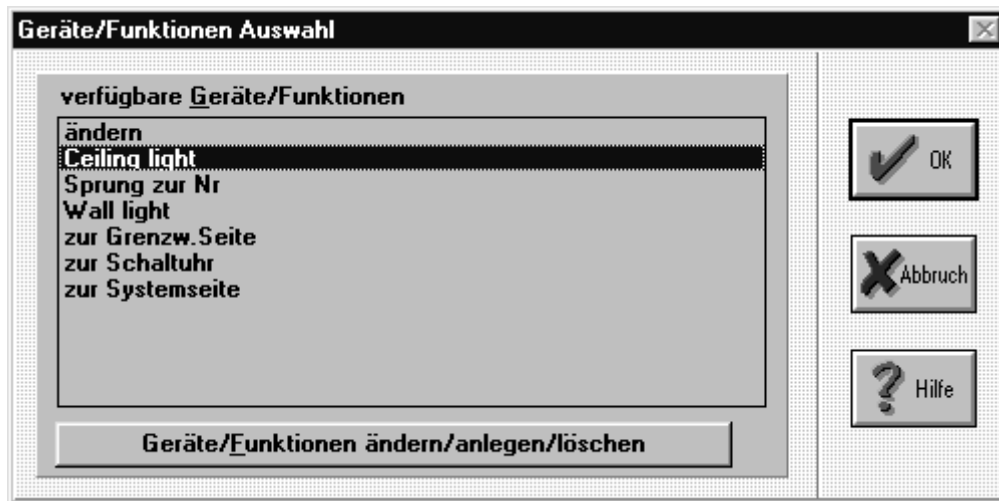 Geräte/Funktionen Auswahl
verfügbare Geräte/Funktionen
ändern
Ceiling light
Sprung zur Nr
Wall light
zur Grenzw.Seite
zur Schaltuhr
zur Systemseite
Geräte/Funktionen ändern/anlegen/löschen
OK
Abbruch
Hilfe